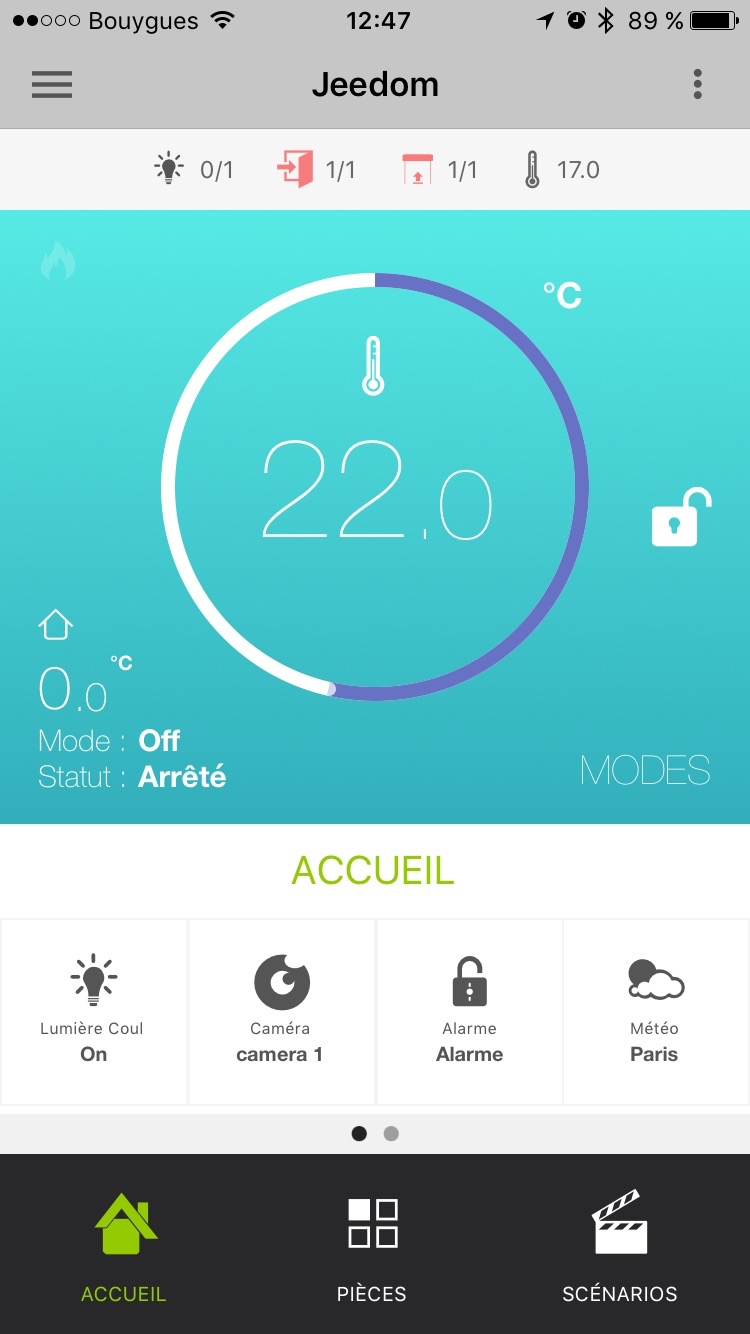 Bouygues 12:47 89 %
Jeedom
0/1 1/1 1/1 17.0
°C
22.0
0.0 °C
Mode : Off
Statut : Arrêté
MODES
ACCUEIL
Lumière Coul Caméra Alarme Météo
On camera 1 Alarme Paris
ACCUEIL PIÈCES SCÉNARIOS